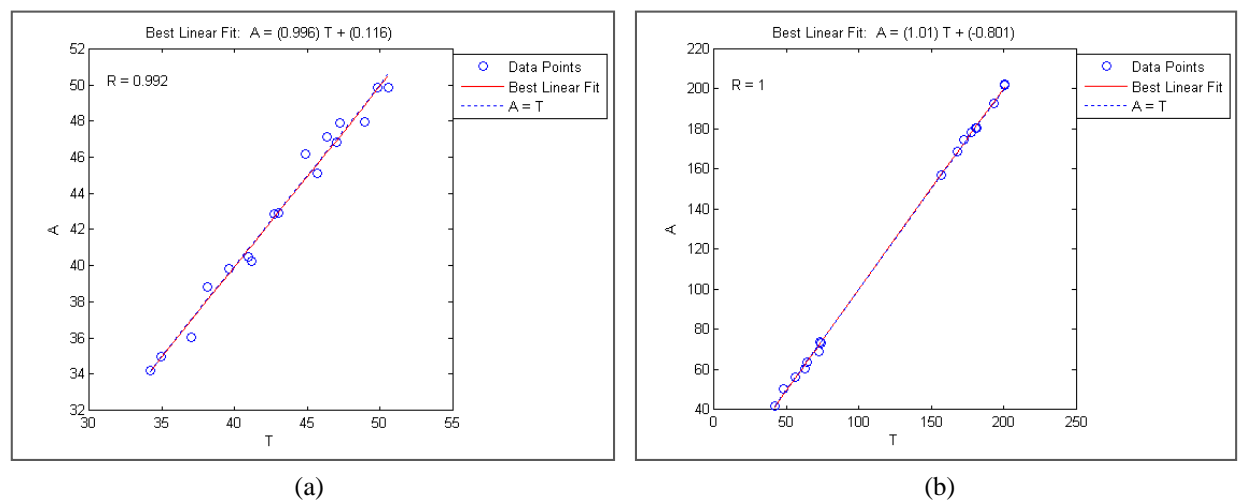 Best Linear Fit: A = (0.996) T + (0.116)
52
50
48
46
44
42
40
38
36
34
32
A
R = 0.992
30
35
40
45
50
55
T
Data Points
Best Linear Fit
A = T
(a)
Best Linear Fit: A = (1.01) T + (-0.801)
220
200
180
160
140
120
100
80
60
40
A
R = 1
0
50
100
150
200
250
T
Data Points
Best Linear Fit
A = T
(b)